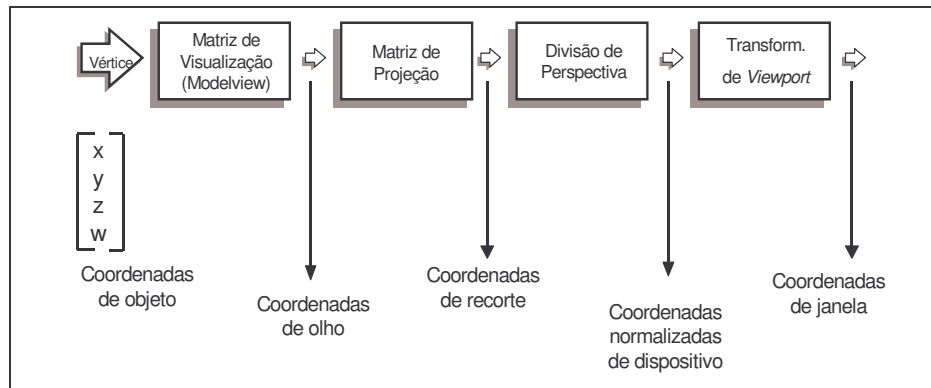 Vértice
Matriz de
Visualização
(Modelview)
Matriz de
Projeção
Divisão de
Perspectiva
Transform.
de Viewport
x
y
z
w
Coordenadas
de objeto
Coordenadas
de olho
Coordenadas
de recorte
Coordenadas
normalizadas
de dispositivo
Coordenadas
de janela